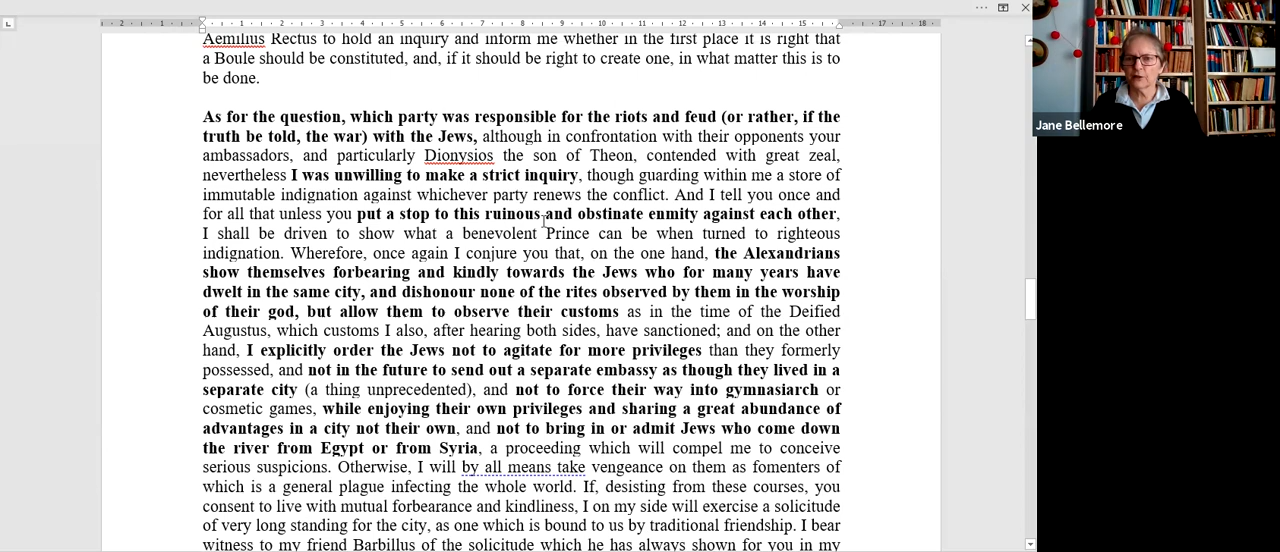 2 1 1 2 3 4 5 6 7 8 9 10 11 12 13 14 15 17 18
Aemilius Rectus to hold an inquiry and inform me whether in the first place it is right that
a Boule should be constituted, and, if it should be right to create one, in what matter this is to
be done.
As for the question, which party was responsible for the riots and feud (or rather, if the
truth be told, the war) with the Jews, although in confrontation with their opponents your
ambassadors, and particularly Dionysios the son of Theon, contended with great zeal,
nevertheless I was unwilling to make a strict inquiry, though guarding within me a store of
immutable indignation against whichever party renews the conflict. And I tell you once and
for all that unless you put a stop to this ruinous and obstinate enmity against each other,
I shall be driven to show what a benevolent Prince can be when turned to righteous
indignation. Wherefore, once again I conjure you that, on the one hand, the Alexandrians
show themselves forbearing and kindly towards the Jews who for many years have
dwelt in the same city, and dishonour none of the rites observed by them in the worship
of their god, but allow them to observe their customs as in the time of the Deified
Augustus, which customs I also, after hearing both sides, have sanctioned; and on the other
hand, I explicitly order the Jews not to agitate for more privileges than they formerly
possessed, and not in the future to send out a separate embassy as though they lived in a
separate city (a thing unprecedented), and not to force their way into gymnasiarch or
cosmetic games, while enjoying their own privileges and sharing a great abundance of
advantages in a city not their own, and not to bring in or admit Jews who come down
the river from Egypt or from Syria, a proceeding which will compel me to conceive
serious suspicions. Otherwise, I will by all means take vengeance on them as fomenters of
which is a general plague infecting the whole world. If, desisting from these courses, you
consent to live with mutual forbearance and kindliness, I on my side will exercise a solicitude
of very long standing for the city, as one which is bound to us by traditional friendship. I bear
witness to my friend Barbillus of the solicitude which he has always shown for you in my
Jane Bellemore